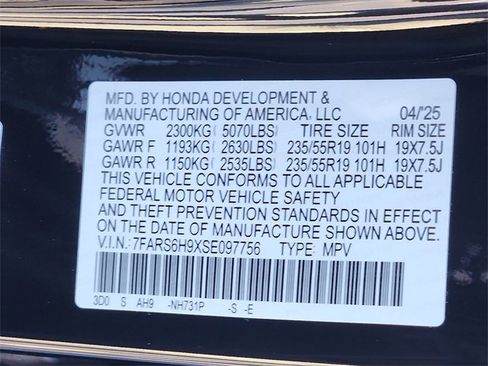 MFD. BY HONDA DEVELOPMENT &
MANUFACTURING OF AMERICA, LLC 04/25
GVWR 2300KG( 5070LBS) TIRE SIZE RIM SIZE
GAWR F 1193KG( 2630LBS) 235/55R19 101H 19X7.5J
GAWR R 1150KG( 2535LBS) 235/55R19 101H 19X7.5J
THIS VEHICLE CONFORMS TO ALL APPLICABLE
FEDERAL MOTOR VEHICLE SAFETY
AND THEFT PREVENTION STANDARDS IN EFFECT
ON THE DATE OF MANUFACTURE SHOWN ABOVE.
V.I.N.: 7FARS6H9XSE097756 TYPE: MPV
3D0 S AH9 -NH731P -S -E